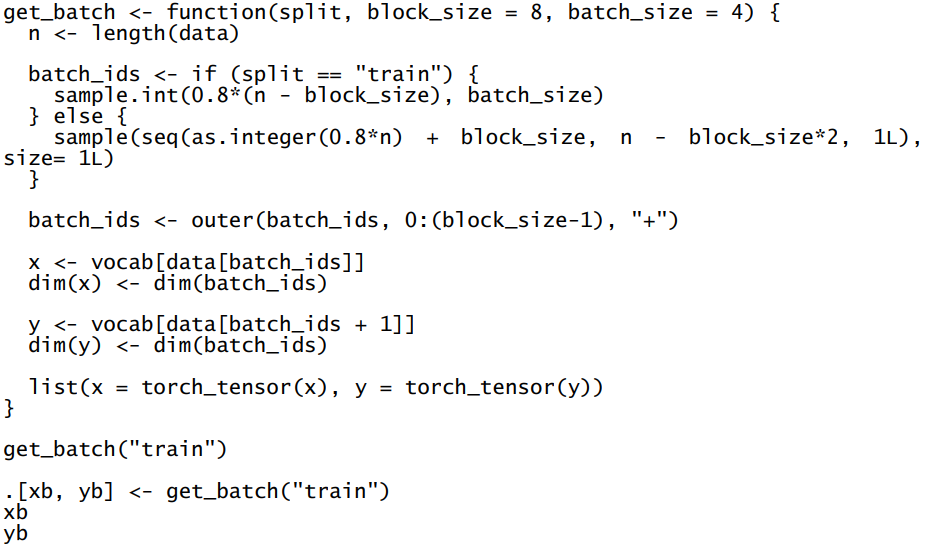 get_batch <- function(split, block_size = 8, batch_size = 4) {
  n <- length(data)

  batch_ids <- if (split == "train") {
    sample.int(0.8*(n - block_size), batch_size)
  } else {
    sample(seq(as.integer(0.8*n) + block_size, n - block_size*2, 1L),
size= 1L)
  }

  batch_ids <- outer(batch_ids, 0:(block_size-1), "+")

  x <- vocab[data[batch_ids]]
  dim(x) <- dim(batch_ids)

  y <- vocab[data[batch_ids + 1]]
  dim(y) <- dim(batch_ids)

  list(x = torch_tensor(x), y = torch_tensor(y))
}

get_batch("train")

.[xb, yb] <- get_batch("train")
xb
yb